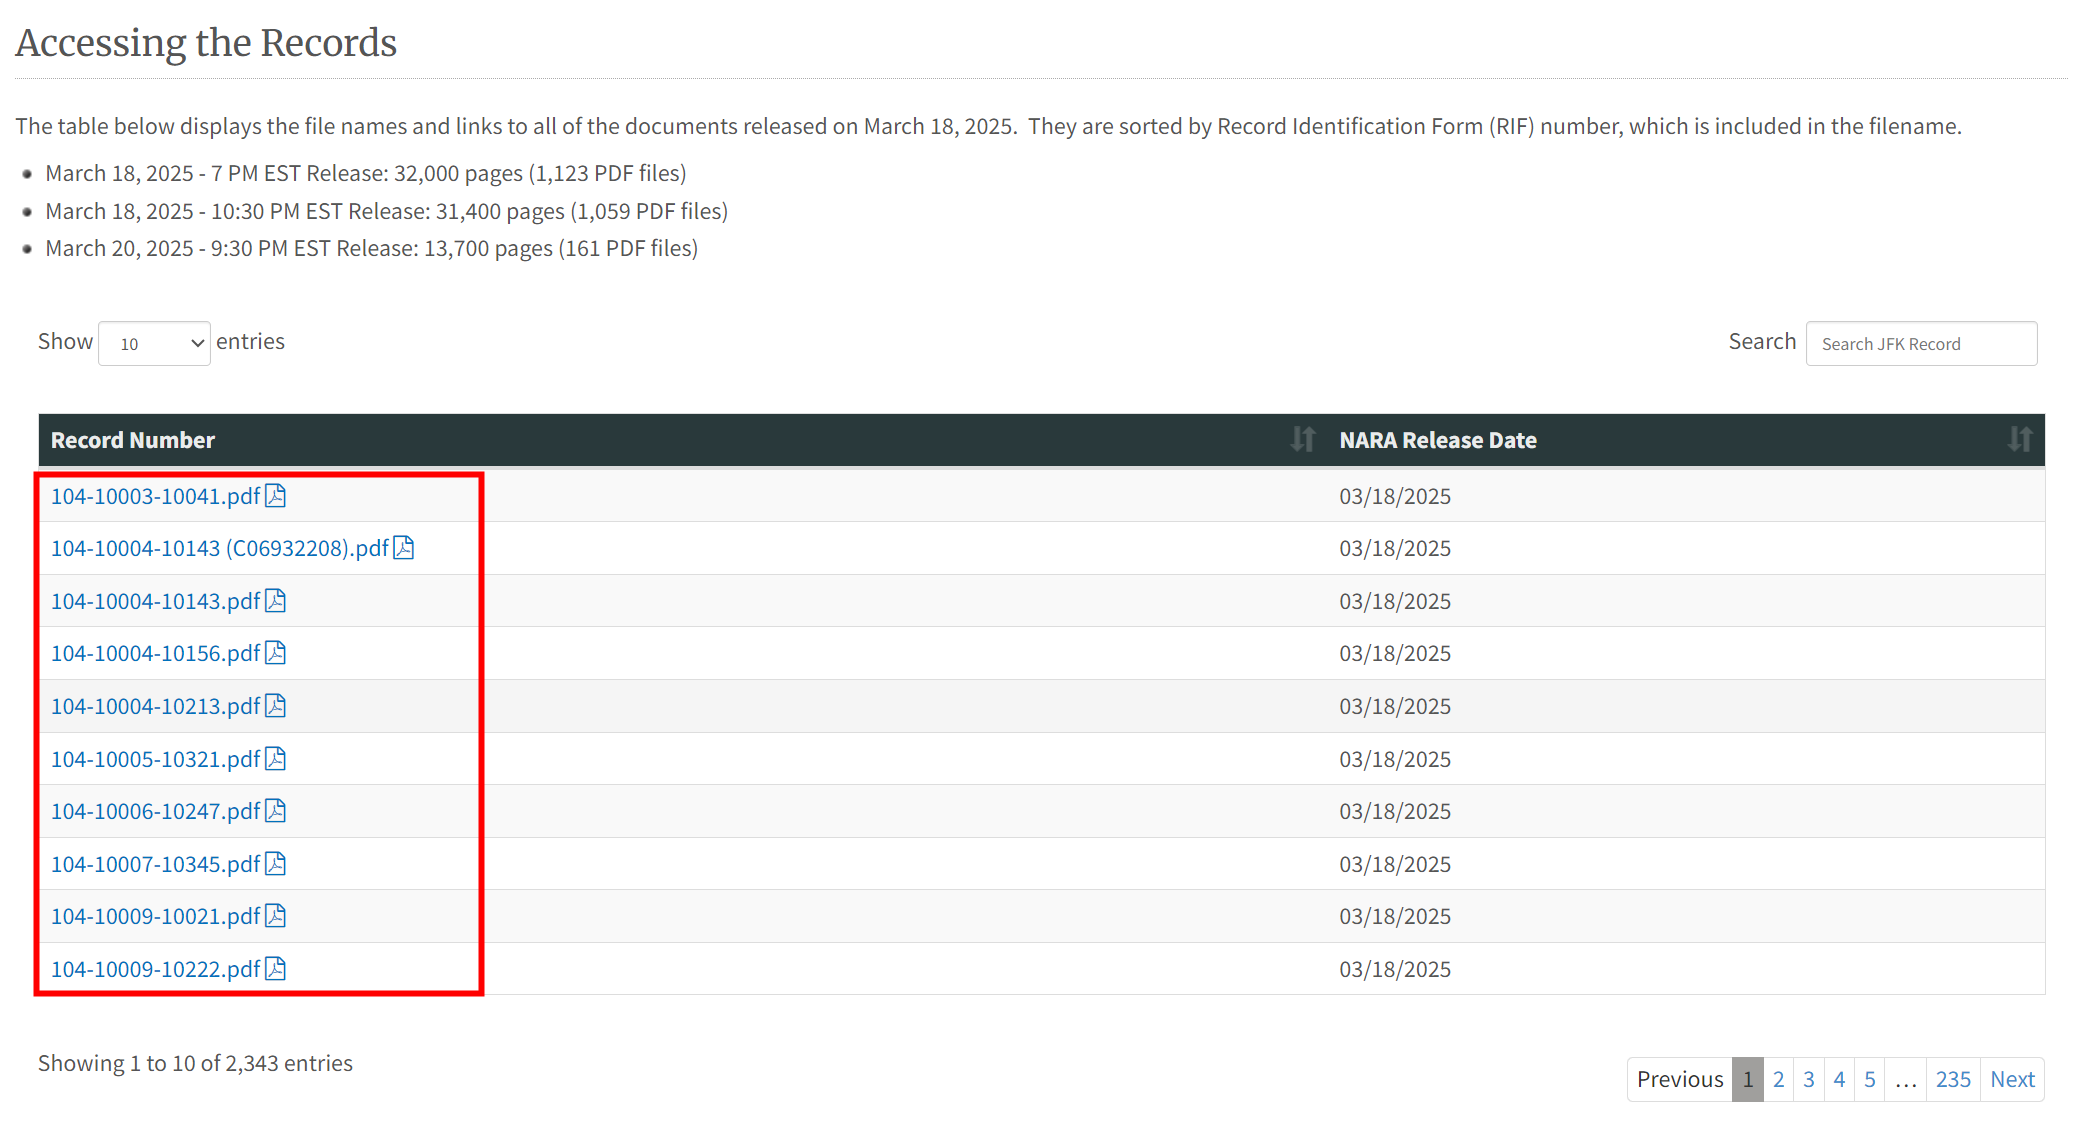 Accessing the Records
The table below displays the file names and links to all of the documents released on March 18, 2025.  They are sorted by Record Identification Form (RIF) number, which is included in the filename.
March 18, 2025 - 7 PM EST Release: 32,000 pages (1,123 PDF files)
March 18, 2025 - 10:30 PM EST Release: 31,400 pages (1,059 PDF files)
March 20, 2025 - 9:30 PM EST Release: 13,700 pages (161 PDF files)
Show 10 entries Search Search JFK Record
Record Number NARA Release Date
104-10003-10041.pdf 03/18/2025
104-10004-10143 (C06932208).pdf 03/18/2025
104-10004-10143.pdf 03/18/2025
104-10004-10156.pdf 03/18/2025
104-10004-10213.pdf 03/18/2025
104-10005-10321.pdf 03/18/2025
104-10006-10247.pdf 03/18/2025
104-10007-10345.pdf 03/18/2025
104-10009-10021.pdf 03/18/2025
104-10009-10222.pdf 03/18/2025
Showing 1 to 10 of 2,343 entries
Previous 1 2 3 4 5 … 235 Next